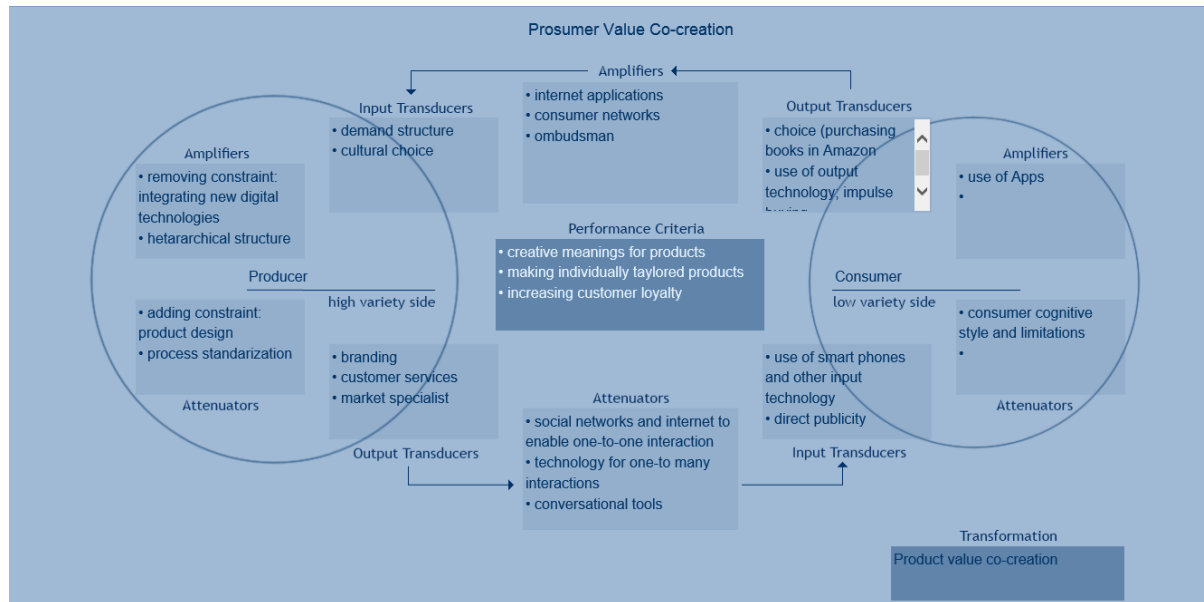 Prosumer Value Co-creation
Amplifiers
• internet applications
• consumer networks
• ombudsman
Input Transducers
• demand structure
• cultural choice
Output Transducers
• choice (purchasing
books in Amazon
• use of output
technology; impulse
buying
Amplifiers
• removing constraint:
integrating new digital
technologies
• hetararchical structure
Amplifiers
• use of Apps
•
Performance Criteria
• creative meanings for products
• making individually taylored products
• increasing customer loyalty
Producer
high variety side
Consumer
low variety side
• adding constraint:
product design
• process standarization
Attenuators
• branding
• customer services
• market specialist
Output Transducers
Attenuators
• social networks and internet to
enable one-to-one interaction
• technology for one-to many
interactions
• conversational tools
• use of smart phones
and other input
technology
• direct publicity
Input Transducers
• consumer cognitive
style and limitations
•
Attenuators
Transformation
Product value co-creation